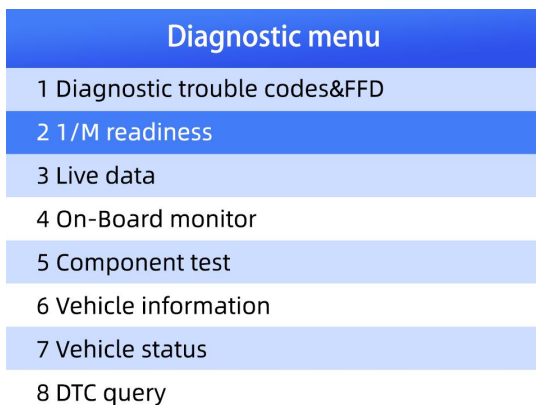 Diagnostic menu
1 Diagnostic trouble codes&FFD
2 1/M readiness
3 Live data
4 On-Board monitor
5 Component test
6 Vehicle information
7 Vehicle status
8 DTC query